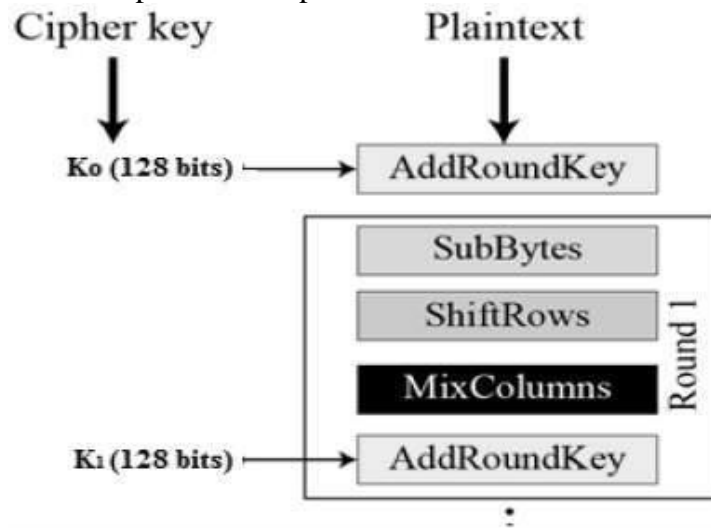 Cipher key Plaintext
K0 (128 bits) AddRoundKey
SubBytes
ShiftRows
MixColumns
Round 1
K1 (128 bits) AddRoundKey